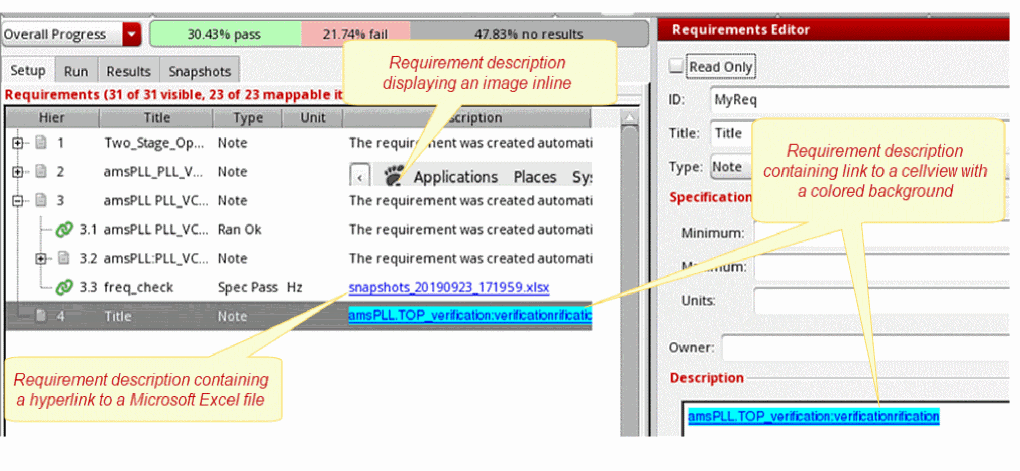 Overall Progress
30.43% pass
21.74% fail
47.83% no results
Setup Run Results Snapshots
Requirements (31 of 31 visible, 23 of 23 mappable it
Hier Title Type Unit
1 Two_Stage_Op... Note The requirement was created automati
2 amsPLL_PLL_V... Note Applications Places Sy
3 amsPLL PLL_VC... Note The requirement was created automati
3.1 amsPLL PLL_VC... Ran Ok The requirement was created automati
3.2 amsPLL:PLL_VC... Note The requirement was created automati
3.3 freq_check Spec Pass Hz snapshots_20190923_171959.xlsx
4 Title Note amsPLL.TOP_verification:verificationrificatic
Requirement description
displaying an image inline
Requirement description containing
a hyperlink to a Microsoft Excel file
Requirements Editor
Read Only
ID: MyReq
Title: Title
Type: Note
Requirement description
containing link to a cellview with
a colored background
Specification
Minimum:
Units:
Owner:
Description
amsPLL.TOP_verification:verificationrification